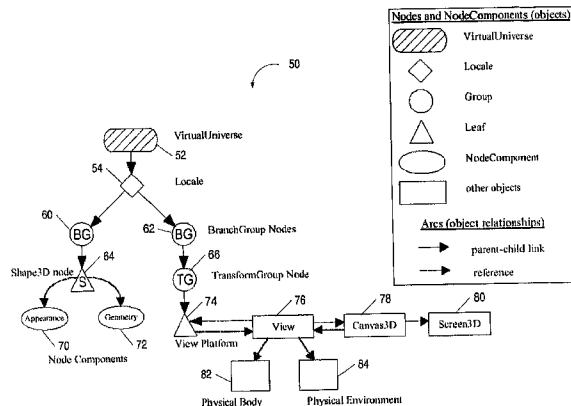 Nodes and NodeComponents (objects)
VirtualUniverse
Locale
Group
Leaf
NodeComponent
other objects
Arcs (object relationships)
parent-child link
reference
50
VirtualUniverse
52
54
Locale
60
BG
62
BG
BranchGroup Nodes
64
66
Shape3D node
S
TG
TransformGroup Node
74
76
78
80
Appearance
Geometry
View
Canvas3D
Screen3D
70
72
View Platform
Node Components
82
84
Physical Body
Physical Environment